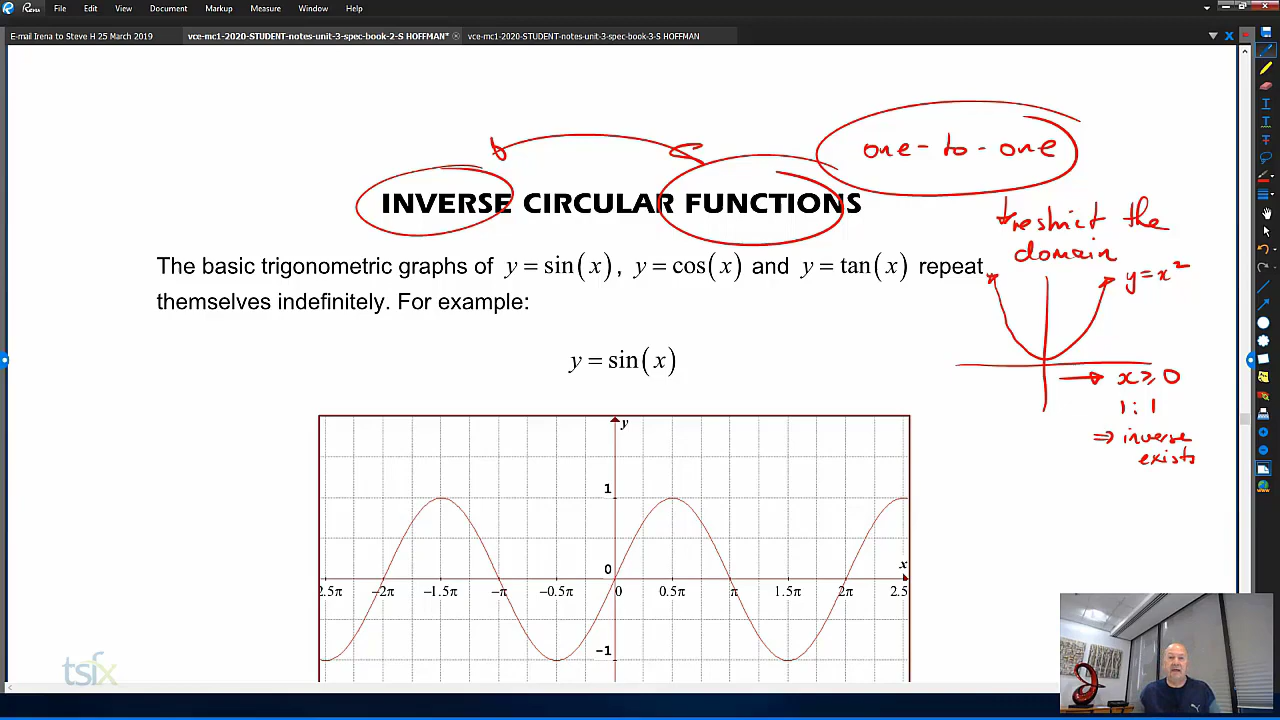 File Edit View Document Markup Measure Window Help
E-mail Irena to Steve H 25 March 2019
vce-mc1-2020-STUDENT-notes-unit-3-spec-book-2-S HOFFMAN*
vce-mc1-2020-STUDENT-notes-unit-3-spec-book-3-S HOFFMAN
one-to-one
INVERSE CIRCULAR FUNCTIONS
restrict the
domain
The basic trigonometric graphs of y = sin(x), y = cos(x) and y = tan(x) repeat
themselves indefinitely. For example:
y = x²
y = sin(x)
x ≥ 0
1 : 1
⇒ inverse
exists
y
1
0
x
2.5π −2π −1.5π −π −0.5π 0 0.5π π 1.5π 2π 2.5
−1
tsfx